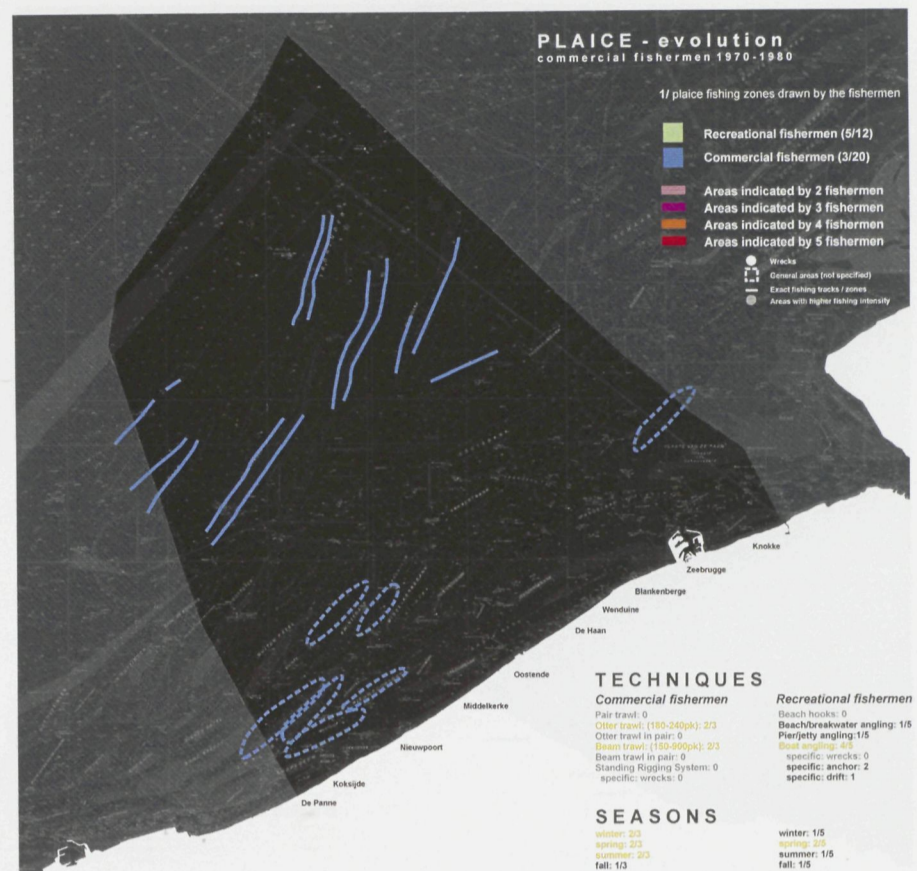 PLAICE - evolution
commercial fishermen 1970-1980
1/ plaice fishing zones drawn by the fishermen
Recreational fishermen (5/12)
Commercial fishermen (3/20)
Areas indicated by 2 fishermen
Areas indicated by 3 fishermen
Areas indicated by 4 fishermen
Areas indicated by 5 fishermen
Wrecks
General areas (not specified)
Exact fishing tracks / zones
Areas with higher fishing intensity
Knokke
Zeebrugge
Blankenberge
Wenduine
De Haan
Oostende
Middelkerke
Nieuwpoort
Koksijde
De Panne
TECHNIQUES
Commercial fishermen
Pair trawl: 0
Otter trawl: (180-240pk): 2/3
Otter trawl in pair: 0
Beam trawl: (150-900pk): 2/3
Beam trawl in pair: 0
Standing Rigging System: 0
specific: wrecks: 0
Recreational fishermen
Beach hooks: 0
Beach/breakwater angling: 1/5
Pier/jetty angling:1/5
Boat angling: 4/5
specific: wrecks: 0
specific: anchor: 2
specific: drift: 1
SEASONS
winter: 2/3
spring: 2/3
summer: 2/3
fall: 1/3
winter: 1/5
spring: 2/5
summer: 1/5
fall: 1/5